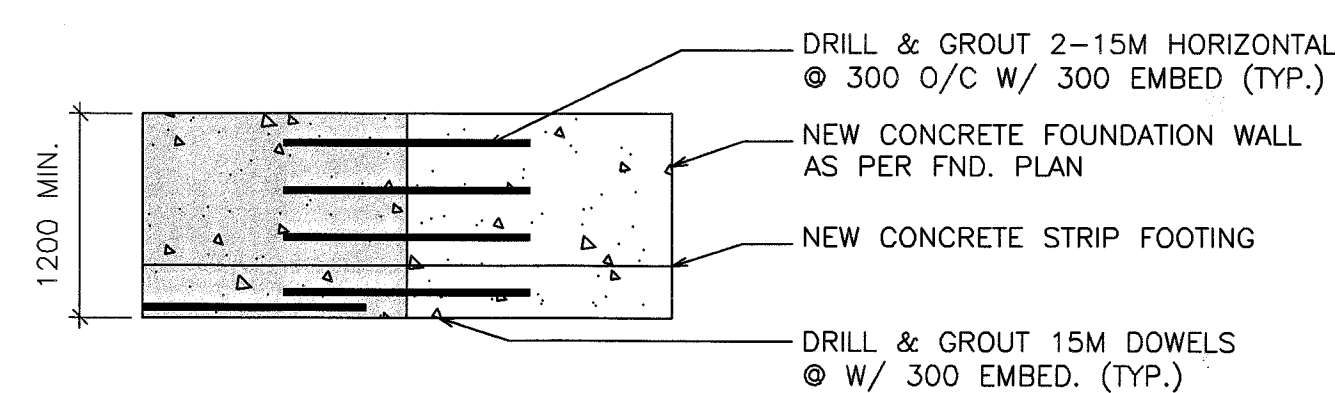 DRILL & GROUT 2-15M HORIZONTAL
@ 300 O/C W/ 300 EMBED (TYP.)
NEW CONCRETE FOUNDATION WALL
AS PER FND. PLAN
1200 MIN.
NEW CONCRETE STRIP FOOTING
DRILL & GROUT 15M DOWELS
@ W/ 300 EMBED. (TYP.)